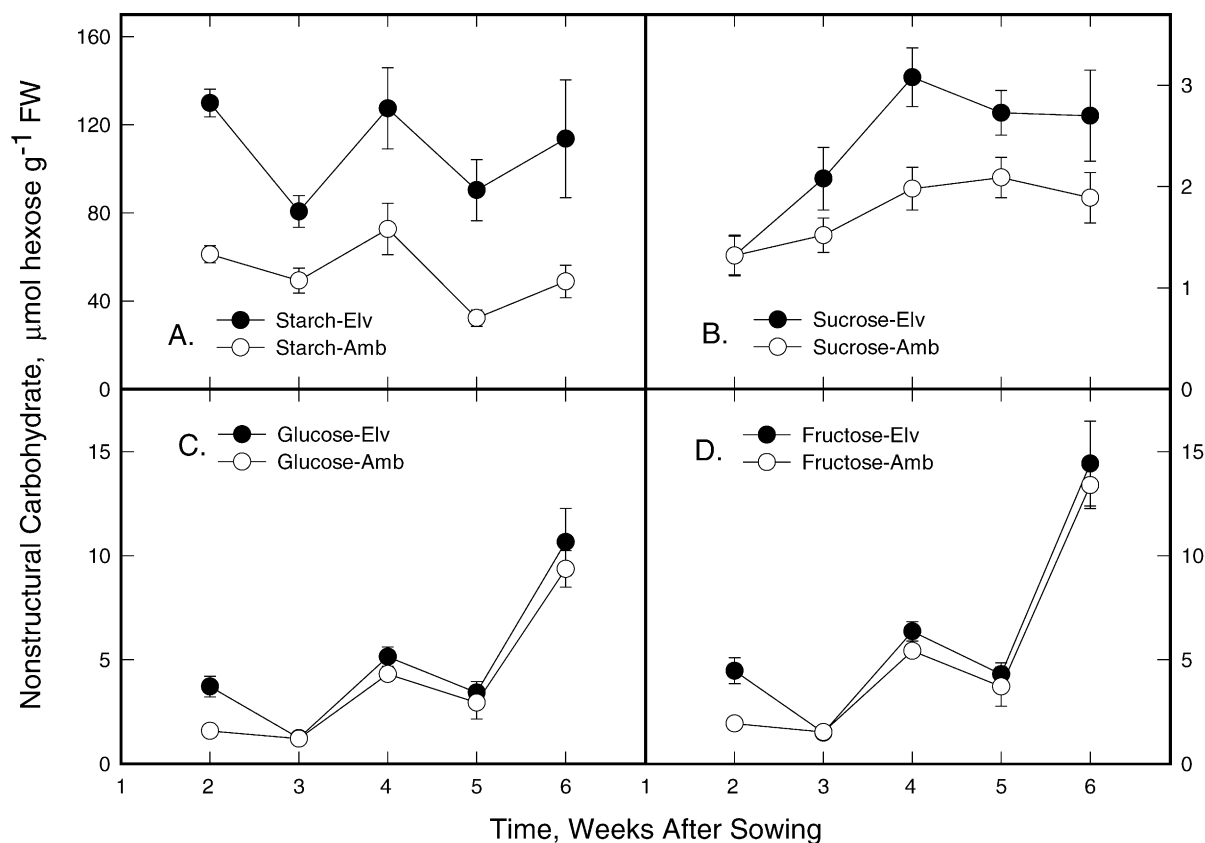 Nonstructural Carbohydrate, μmol hexose g-1 FW
160
120
80
40
0
A.
Starch-Elv
Starch-Amb
3
2
1
0
B.
Sucrose-Elv
Sucrose-Amb
15
10
5
0
C.
Glucose-Elv
Glucose-Amb
15
10
5
0
D.
Fructose-Elv
Fructose-Amb
1 2 3 4 5 6 1 2 3 4 5 6
Time, Weeks After Sowing